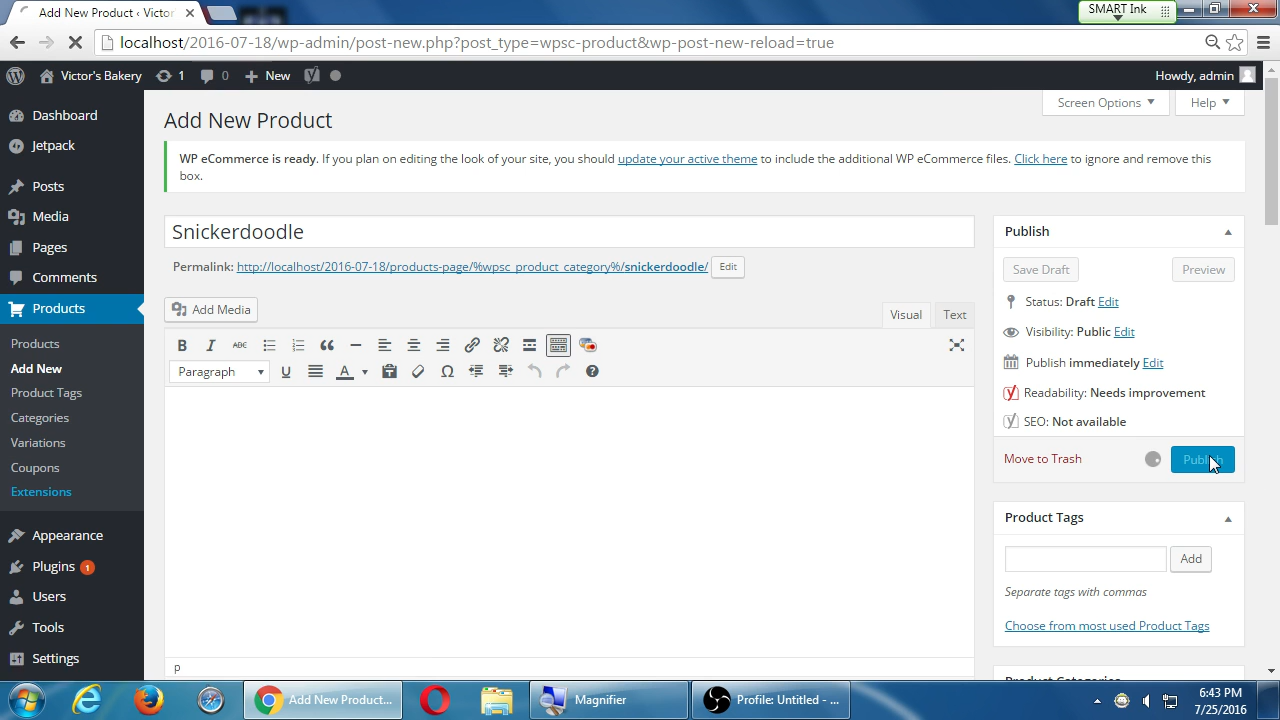 Add New Product ‹ Victor
SMART Ink
localhost/2016-07-18/wp-admin/post-new.php?post_type=wpsc-product&wp-post-new-reload=true
Victor's Bakery 1 0 New Howdy, admin
Screen Options Help
Dashboard
Jetpack
Posts
Media
Pages
Comments
Products
Products
Add New
Product Tags
Categories
Variations
Coupons
Extensions
Appearance
Plugins 1
Users
Tools
Settings
Add New Product
WP eCommerce is ready. If you plan on editing the look of your site, you should update your active theme to include the additional WP eCommerce files. Click here to ignore and remove this
box.
Snickerdoodle
Permalink: http://localhost/2016-07-18/products-page/%wpsc_product_category%/snickerdoodle/ Edit
Add Media
Visual Text
B I ABC
Paragraph U A
p
Publish
Save Draft Preview
Status: Draft Edit
Visibility: Public Edit
Publish immediately Edit
Readability: Needs improvement
SEO: Not available
Move to Trash Publish
Product Tags
Add
Separate tags with commas
Choose from most used Product Tags
Product Categories
Add New Product... Magnifier Profile: Untitled - ...
6:43 PM
7/25/2016